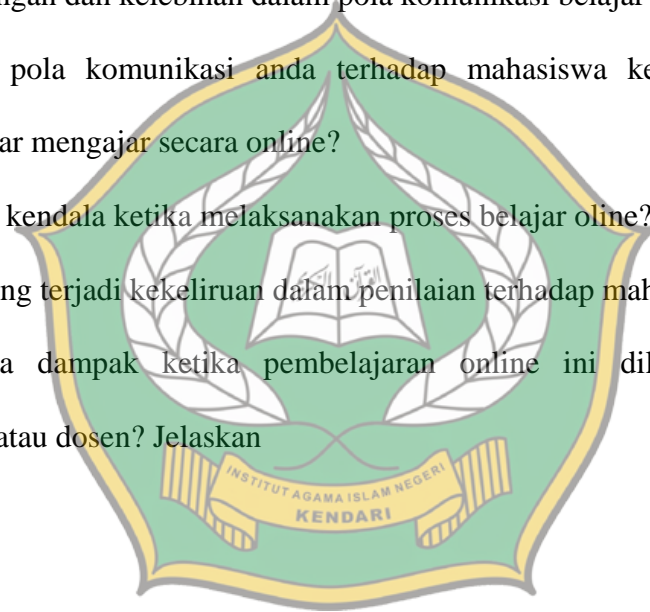 dan kelebihan dalam pola komunikasi belajar
pola komunikasi anda terhadap mahasiswa ke
ar mengajar secara online?
kendala ketika melaksanakan proses belajar oline?
ng terjadi kekeliruan dalam penilaian terhadap mah
a dampak ketika pembelajaran online ini dil
atau dosen? Jelaskan
القرآن الكريم
INSTITUT AGAMA ISLAM NEGERI
KENDARI